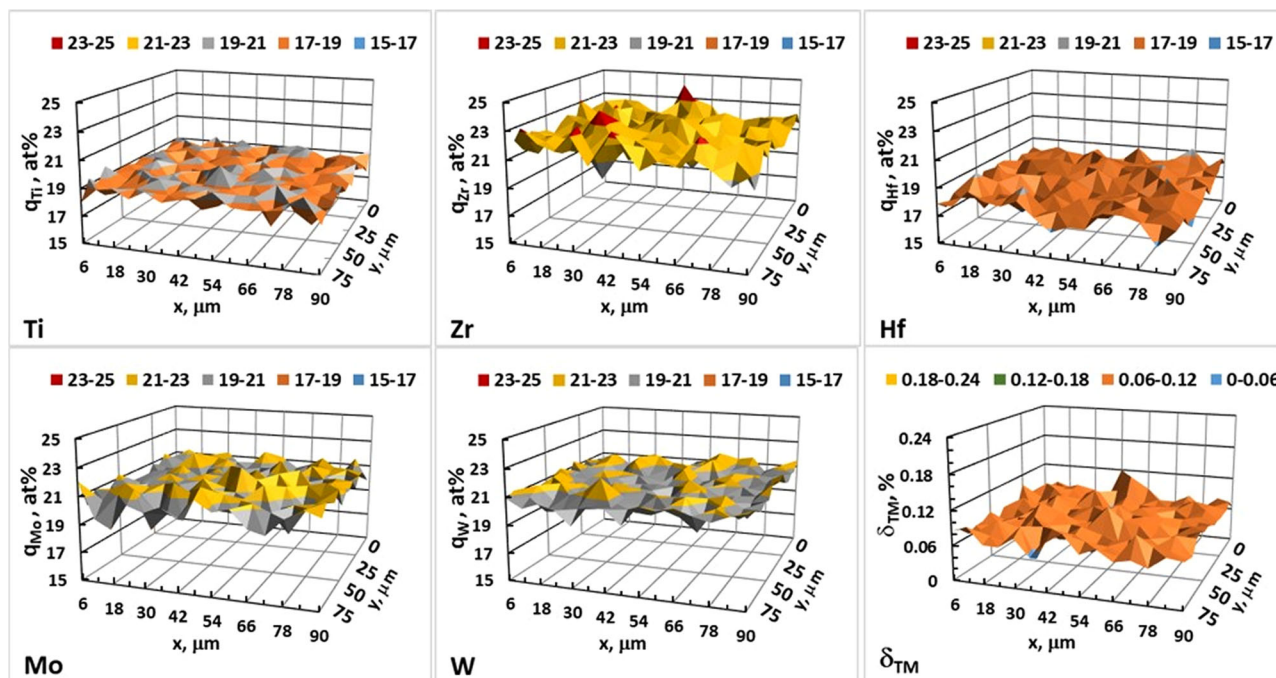 23-25 21-23 19-21 17-19 15-17
25
23
21
19
17
15
q_Ti, at%
6 18 30 42 54 66 78 90
x, μm
0
25
50
75
y, μm
Ti
23-25 21-23 19-21 17-19 15-17
25
23
21
19
17
15
q_Zr, at%
6 18 30 42 54 66 78 90
x, μm
0
25
50
75
y, μm
Zr
23-25 21-23 19-21 17-19 15-17
25
23
21
19
17
15
q_Hf, at%
6 18 30 42 54 66 78 90
x, μm
0
25
50
75
y, μm
Hf
23-25 21-23 19-21 17-19 15-17
25
23
21
19
17
15
q_Mo, at%
6 18 30 42 54 66 78 90
x, μm
0
25
50
75
y, μm
Mo
23-25 21-23 19-21 17-19 15-17
25
23
21
19
17
15
q_W, at%
6 18 30 42 54 66 78 90
x, μm
0
25
50
75
y, μm
W
0.18-0.24 0.12-0.18 0.06-0.12 0-0.06
0.24
0.18
0.12
0.06
0
δ_TM, %
6 18 30 42 54 66 78 90
x, μm
0
25
50
75
y, μm
δ_TM